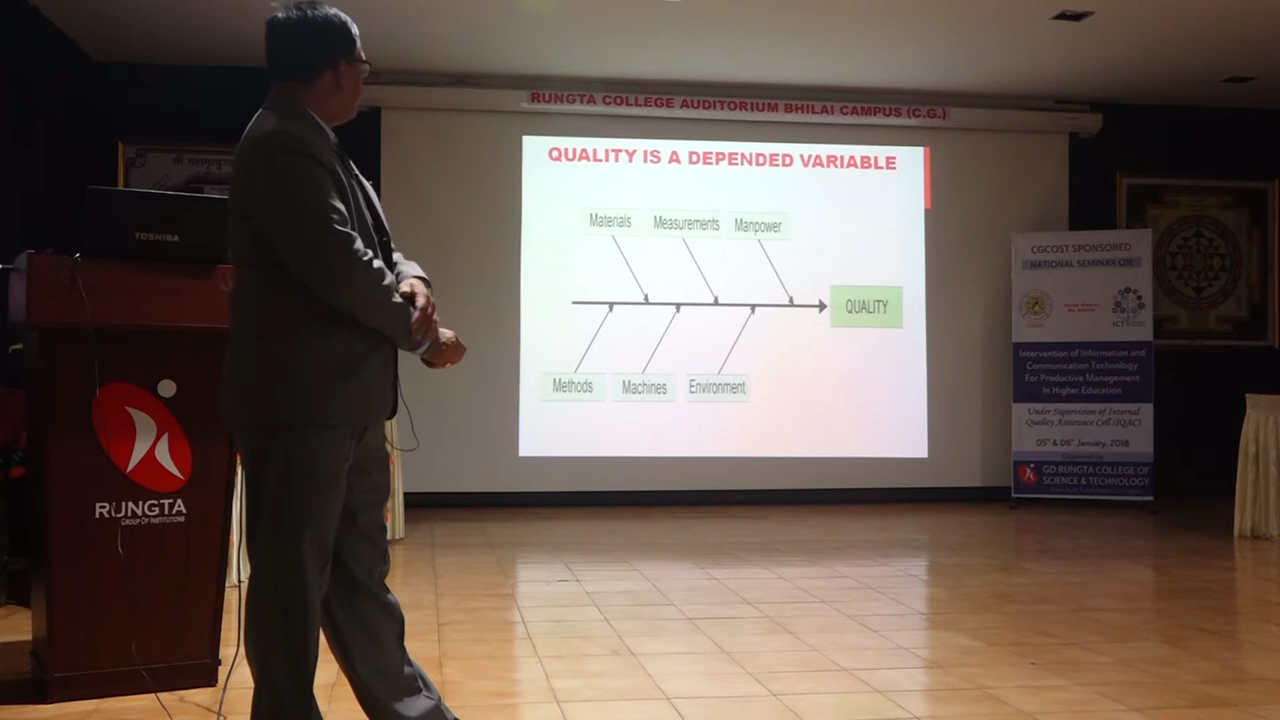 RUNGTA COLLEGE AUDITORIUM BHILAI CAMPUS (C.G.)
QUALITY IS A DEPENDED VARIABLE
Materials
Measurements
Manpower
QUALITY
Methods
Machines
Environment
श्री
TOSHIBA
RUNGTA
GROUP OF INSTITUTIONS
CGCOST SPONSORED
NATIONAL SEMINAR ON
ICT
Intervention of Information and
Communication Technology
For Productive Management
In Higher Education
Under Supervision of Internal
Quality Assurance Cell (IQAC)
05th & 06th January, 2018
Organised by
GD RUNGTA COLLEGE OF
SCIENCE & TECHNOLOGY